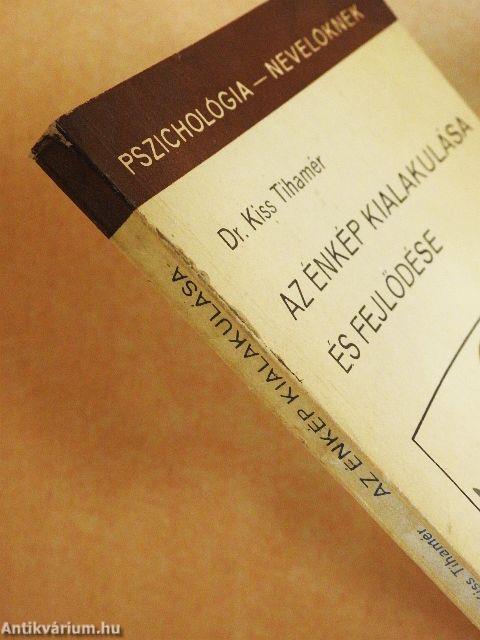 PSZICHOLÓGIA — NEVELŐKNEK
Dr. Kiss Tihamér
AZ ÉNKÉP KIALAKULÁSA
ÉS FEJLŐDÉSE
AZ ÉNKÉP KIALAKULÁSA
Kiss Tihamér
Antikvárium.hu